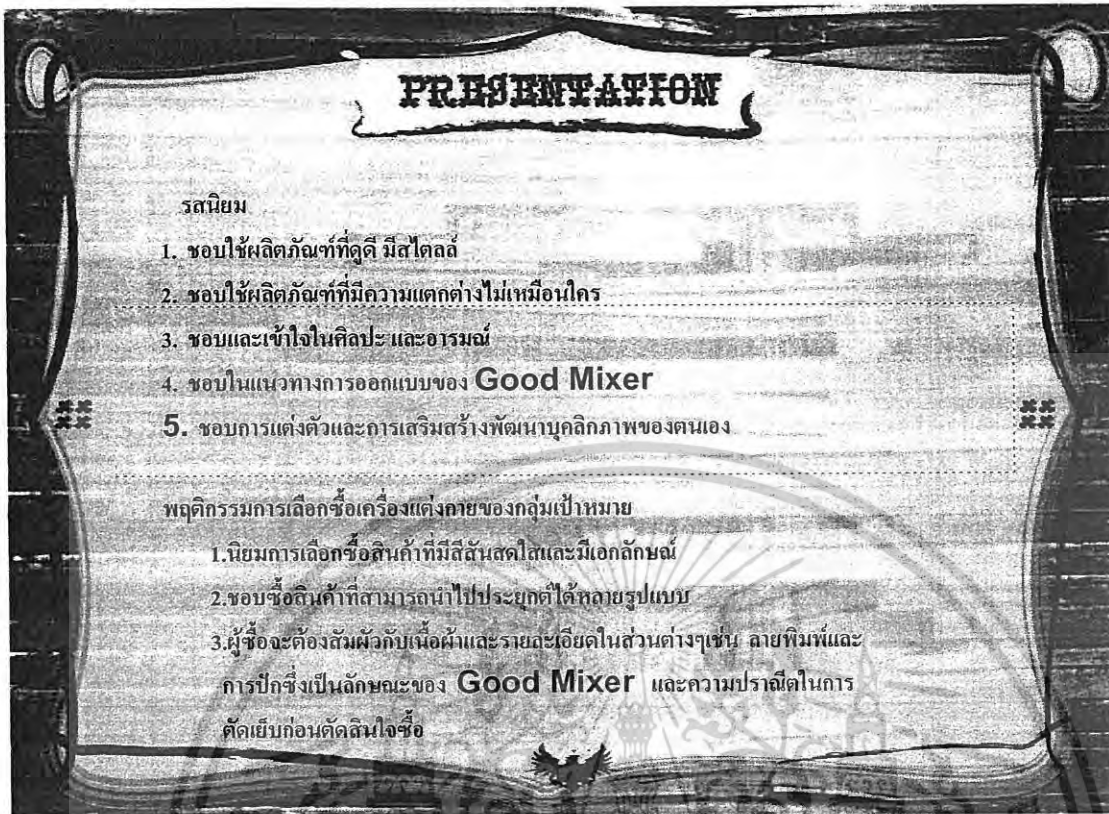 PRESENTATION
รสนิยม
1. ชอบใช้ผลิตภัณฑ์ที่ดูดี มีสไตลล์
2. ชอบใช้ผลิตภัณฑ์ที่มีความแตกต่างไม่เหมือนใคร
3. ชอบและเข้าใจในศิลปะ และอารมณ์
4. ชอบในแนวทางการออกแบบของ Good Mixer
5. ชอบการแต่งตัวและการเสริมสร้างพัฒนาบุคลิกภาพของตนเอง
พฤติกรรมการเลือกซื้อเครื่องแต่งกายของกลุ่มเป้าหมาย
1.นิยมการเลือกซื้อสินค้าที่มีสีสันสดใสและมีเอกลักษณ์
2.ชอบซื้อสินค้าที่สามารถนำไปประยุกต์ได้หลายรูปแบบ
3.ผู้ซื้อจะต้องสัมผัวกับเนื้อผ้าและรายละเอียดในส่วนต่างๆเช่น ลายพิมพ์และ
การปักซึ่งเป็นลักษณะของ Good Mixer และความปราณีตในการ
ตัดเย็บก่อนตัดสินใจซื้อ